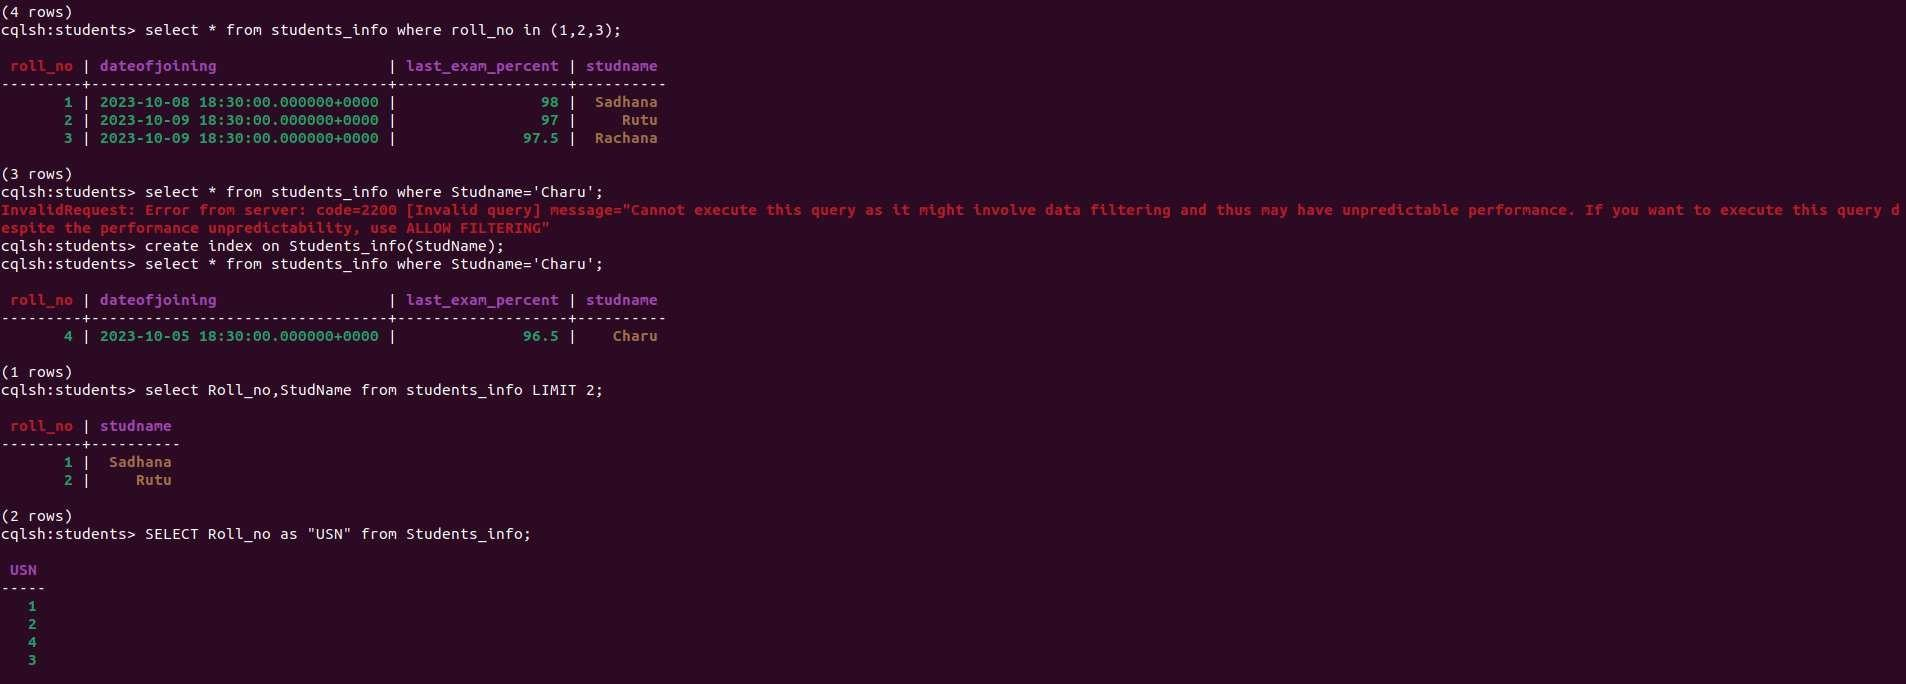 (4 rows)
cqlsh:students> select * from students_info where roll_no in (1,2,3);
 roll_no | dateofjoining                   | last_exam_percent | studname
---------+---------------------------------+-------------------+----------
       1 | 2023-10-08 18:30:00.000000+0000 |                98 |  Sadhana
       2 | 2023-10-09 18:30:00.000000+0000 |                97 |     Rutu
       3 | 2023-10-09 18:30:00.000000+0000 |              97.5 |  Rachana
(3 rows)
cqlsh:students> select * from students_info where Studname='Charu';
InvalidRequest: Error from server: code=2200 [Invalid query] message="Cannot execute this query as it might involve data filtering and thus may have unpredictable performance. If you want to execute this query d
espite the performance unpredictability, use ALLOW FILTERING"
cqlsh:students> create index on Students_info(StudName);
cqlsh:students> select * from students_info where Studname='Charu';
 roll_no | dateofjoining                   | last_exam_percent | studname
---------+---------------------------------+-------------------+----------
       4 | 2023-10-05 18:30:00.000000+0000 |              96.5 |    Charu
(1 rows)
cqlsh:students> select Roll_no,StudName from students_info LIMIT 2;
 roll_no | studname
---------+----------
       1 |  Sadhana
       2 |     Rutu
(2 rows)
cqlsh:students> SELECT Roll_no as "USN" from Students_info;
 USN
-----
   1
   2
   4
   3